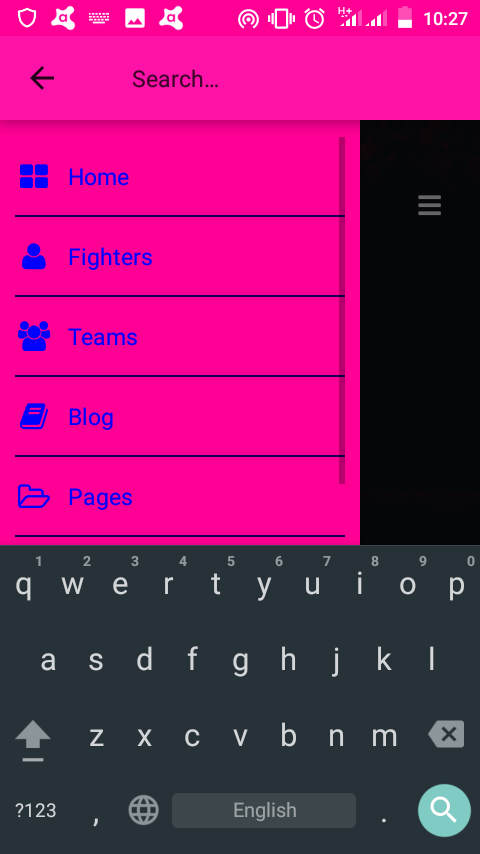 H+
10:27
Search…
Home
Fighters
Teams
Blog
Pages
1 2 3 4 5 6 7 8 9 0
q w e r t y u i o p
a s d f g h j k l
z x c v b n m
?123 , English .